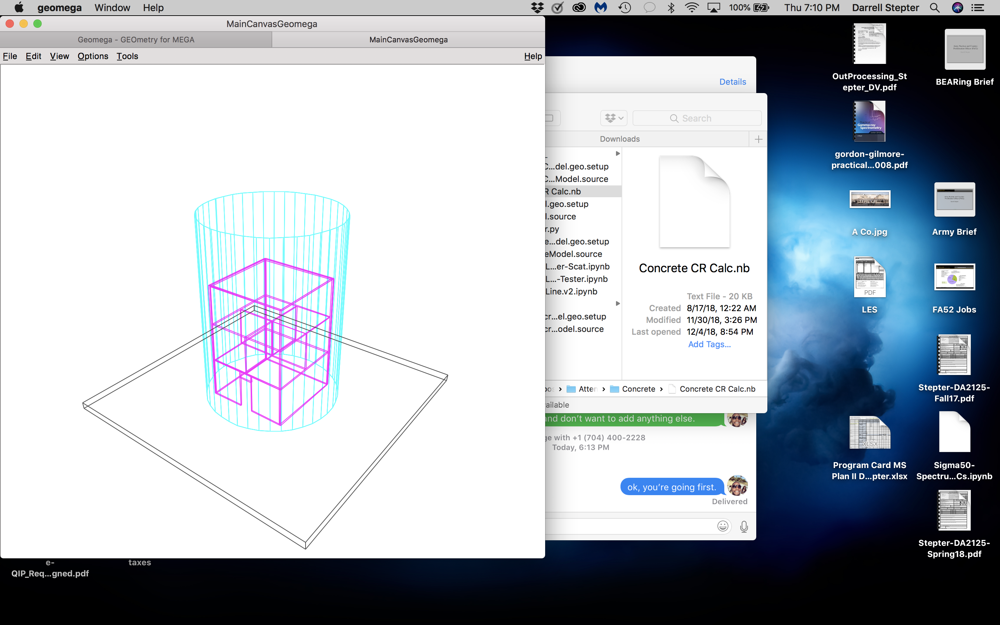 geomega Window Help 100% Thu 7:10 PM Darrell Stepter
MainCanvasGeomega
Geomega - GEOmetry for MEGA MainCanvasGeomega
File Edit View Options Tools Help
Details
Search
Downloads
C...del.geo.setup
C...Model.source
R Calc.nb
l.geo.setup
l.source
r.py
e...del.geo.setup
eModel.source
L...er-Scat.ipynb
L...-Tester.ipynb
Line.v2.ipynb
cr...el.geo.setup
cr...odel.source
Concrete CR Calc.nb
Text File - 20 KB
Created 8/17/18, 12:22 AM
Modified 11/30/18, 3:26 PM
Last opened 12/4/18, 8:54 PM
Add Tags...
Atten › Concrete › Concrete CR Calc.nb
ailable
and don't want to add anything else.
ge with +1 (704) 400-2228
Today, 6:13 PM
ok, you're going first.
Delivered
OutProcessing_St
epter_DV.pdf
BEARing Brief
Practical
Gamma-ray
Spectrometry
gordon-gilmore-
practical...008.pdf
A Co.jpg
Army Brief
PDF
LES
FA52 Jobs
Stepter-DA2125-
Fall17.pdf
XLSX
Program Card MS
Plan II D...pter.xlsx
Sigma50-
Spectru...Cs.ipynb
Stepter-DA2125-
Spring18.pdf
e-
QIP_Req...gned.pdf
taxes